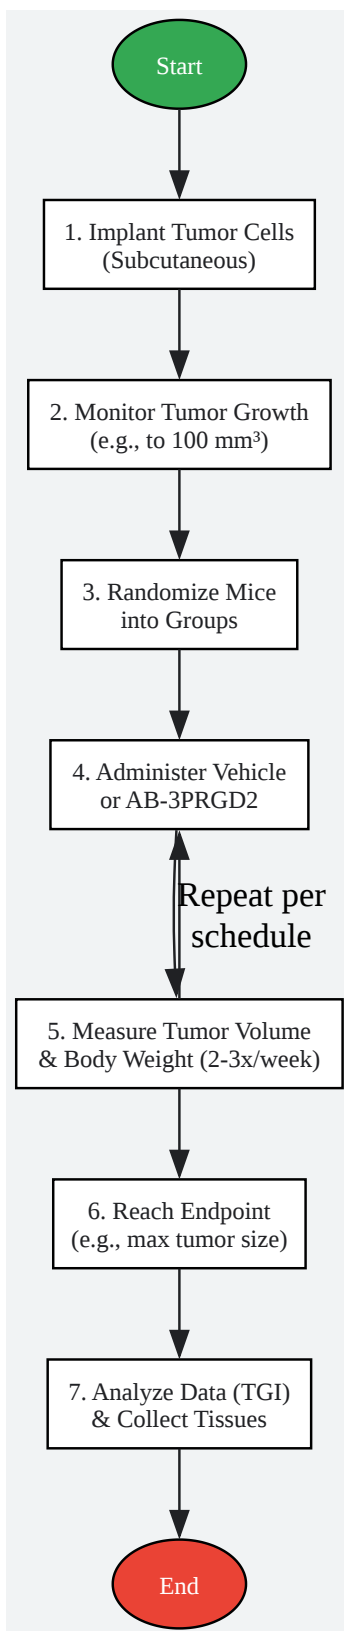 Start
1. Implant Tumor Cells
(Subcutaneous)
2. Monitor Tumor Growth
(e.g., to 100 mm³)
3. Randomize Mice
into Groups
4. Administer Vehicle
or AB-3PRGD2
Repeat per
schedule
5. Measure Tumor Volume
& Body Weight (2-3x/week)
6. Reach Endpoint
(e.g., max tumor size)
7. Analyze Data (TGI)
& Collect Tissues
End